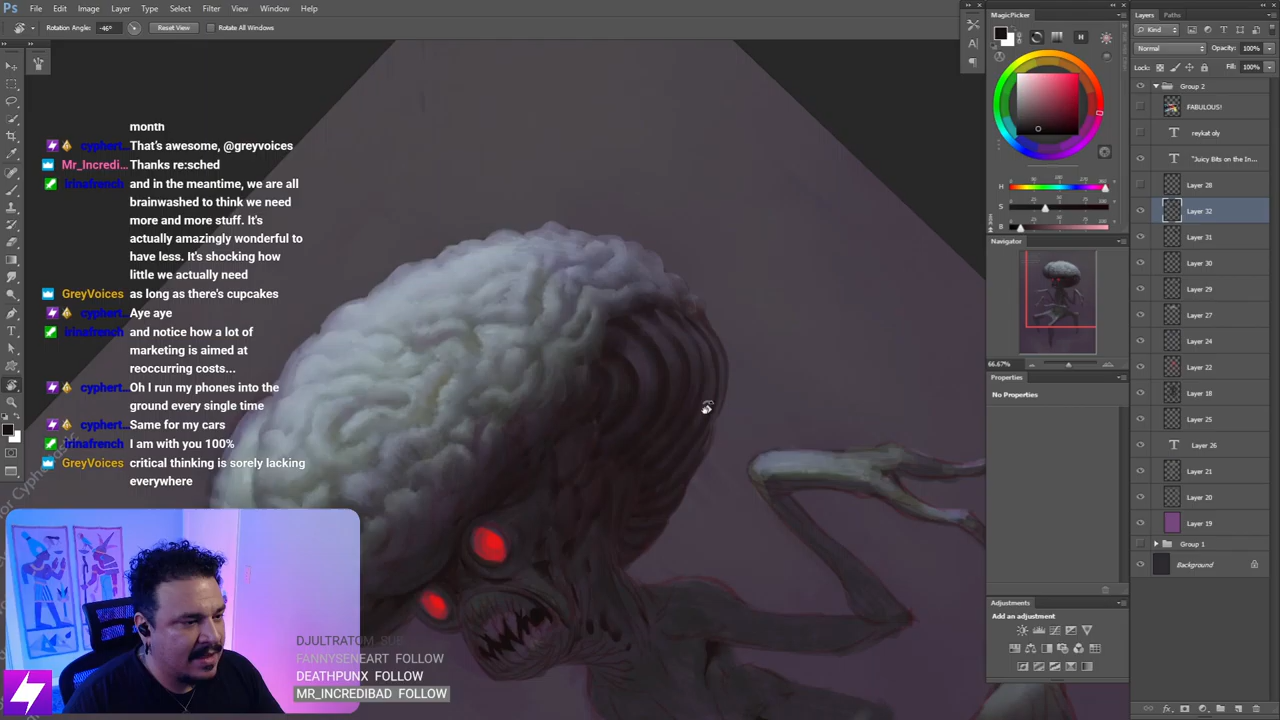 Ps File Edit Image Layer Type Select Filter View Window Help
Rotation Angle: -46° Reset View Rotate All Windows
month
cyphert... That's awesome, @greyvoices
Mr_Incredi... Thanks re:sched
irinafrench and in the meantime, we are all
brainwashed to think we need
more and more stuff. It's
actually amazingly wonderful to
have less. It's shocking how
little we actually need
GreyVoices as long as there's cupcakes
cyphert... Aye aye
irinafrench and notice how a lot of
marketing is aimed at
reoccurring costs...
cyphert... Oh I run my phones into the
ground every single time
cyphert... Same for my cars
irinafrench I am with you 100%
GreyVoices critical thinking is sorely lacking
everywhere
FANNYSENEART FOLLOW
DEATHPUNX FOLLOW
MR_INCREDIBAD FOLLOW
MagicPicker
H
H
S
B
Navigator
66.67%
Properties
No Properties
Adjustments
Add an adjustment
Layers Paths
Kind
Normal Opacity: 100%
Lock: Fill: 100%
Group 2
FABULOUS!
T reykat oly
T "Juicy Bits on the In...
Layer 28
Layer 32
Layer 31
Layer 30
Layer 29
Layer 27
Layer 24
Layer 22
Layer 18
Layer 25
T Layer 26
Layer 21
Layer 20
Layer 19
Group 1
Background